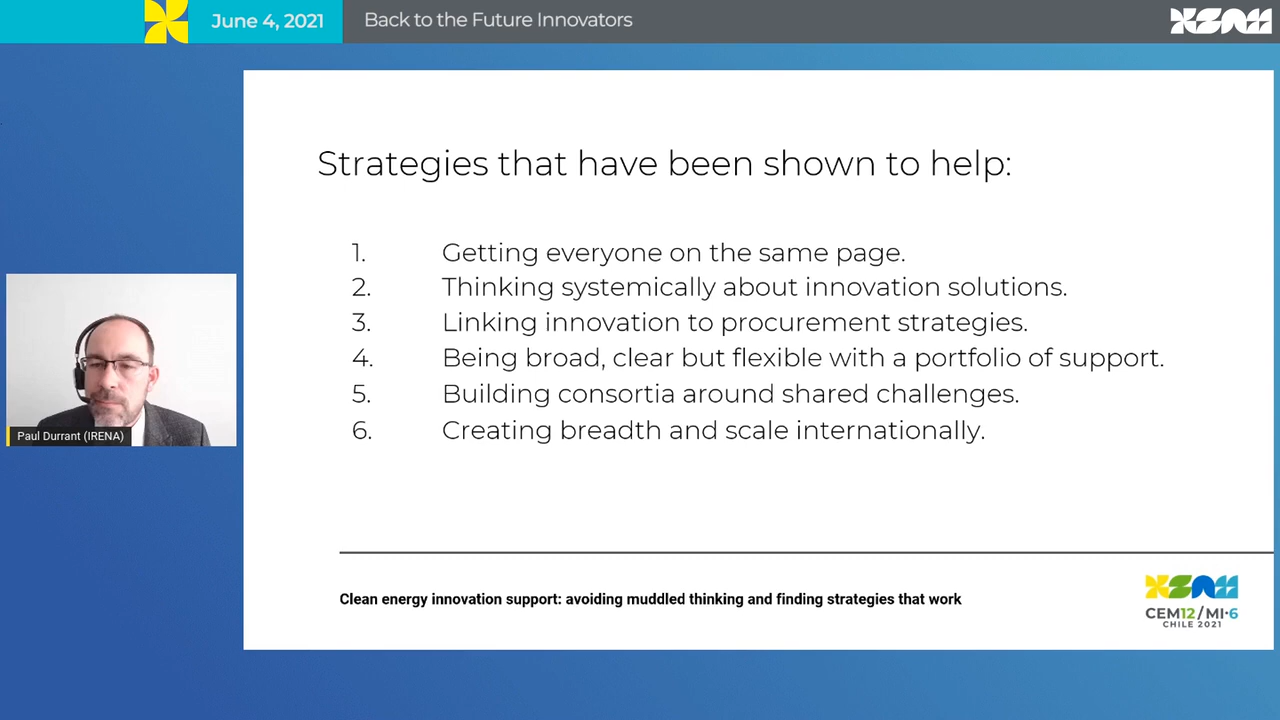 June 4, 2021
Back to the Future Innovators
Strategies that have been shown to help:
1. Getting everyone on the same page.
2. Thinking systemically about innovation solutions.
3. Linking innovation to procurement strategies.
4. Being broad, clear but flexible with a portfolio of support.
5. Building consortia around shared challenges.
6. Creating breadth and scale internationally.
Paul Durrant (IRENA)
Clean energy innovation support: avoiding muddled thinking and finding strategies that work
CEM12/MI·6
CHILE 2021